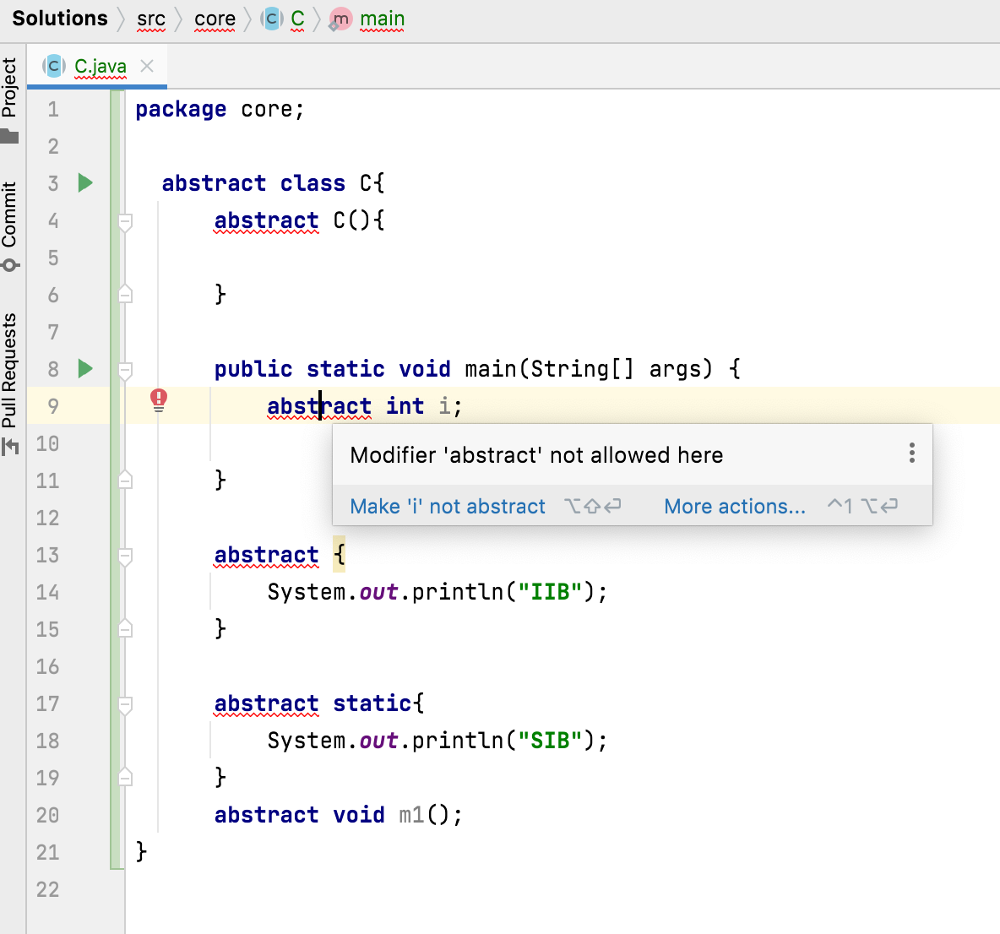 Solutions src core C C m main
Project
Commit
Pull Requests
C C.java
1 package core;
2
3 abstract class C{
4 abstract C(){
5
6 }
7
8 public static void main(String[] args) {
9 abstract int i;
10
11 }
12
13 abstract {
14 System.out.println("IIB");
15 }
16
17 abstract static{
18 System.out.println("SIB");
19 }
20 abstract void m1();
21 }
22
Modifier 'abstract' not allowed here
Make 'i' not abstract ⌥⇧↩ More actions... ^1 ⌥↩